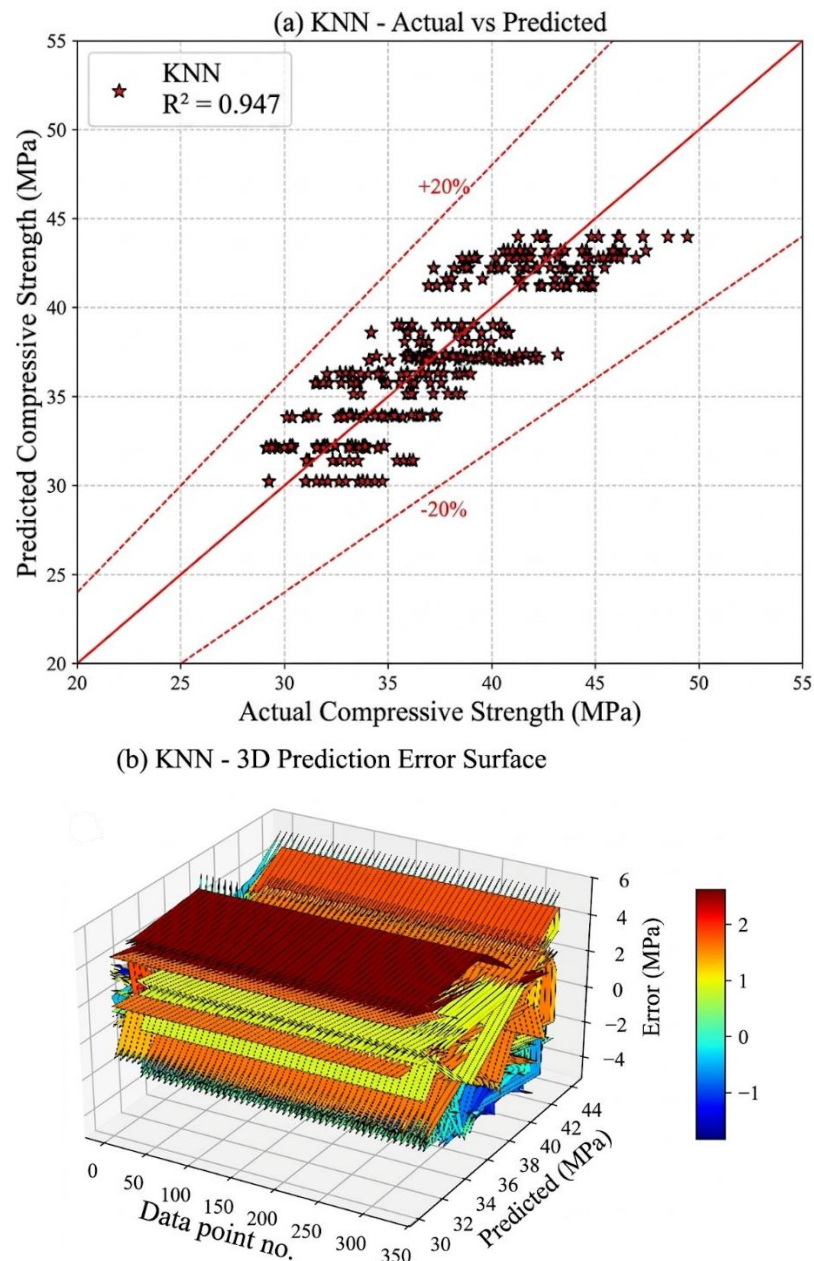 (a) KNN - Actual vs Predicted
KNN
R² = 0.947
+20%
-20%
55
50
45
40
35
30
25
20
Predicted Compressive Strength (MPa)
20 25 30 35 40 45 50 55
Actual Compressive Strength (MPa)
(b) KNN - 3D Prediction Error Surface
6
4
2
0
−2
−4
Error (MPa)
2
1
0
−1
0 50 100 150 200 250 300 350
Data point no.
30 32 34 36 38 40 42 44
Predicted (MPa)